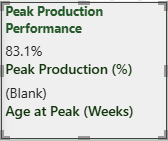 Peak Production
Performance
83.1%
Peak Production (%)
(Blank)
Age at Peak (Weeks)